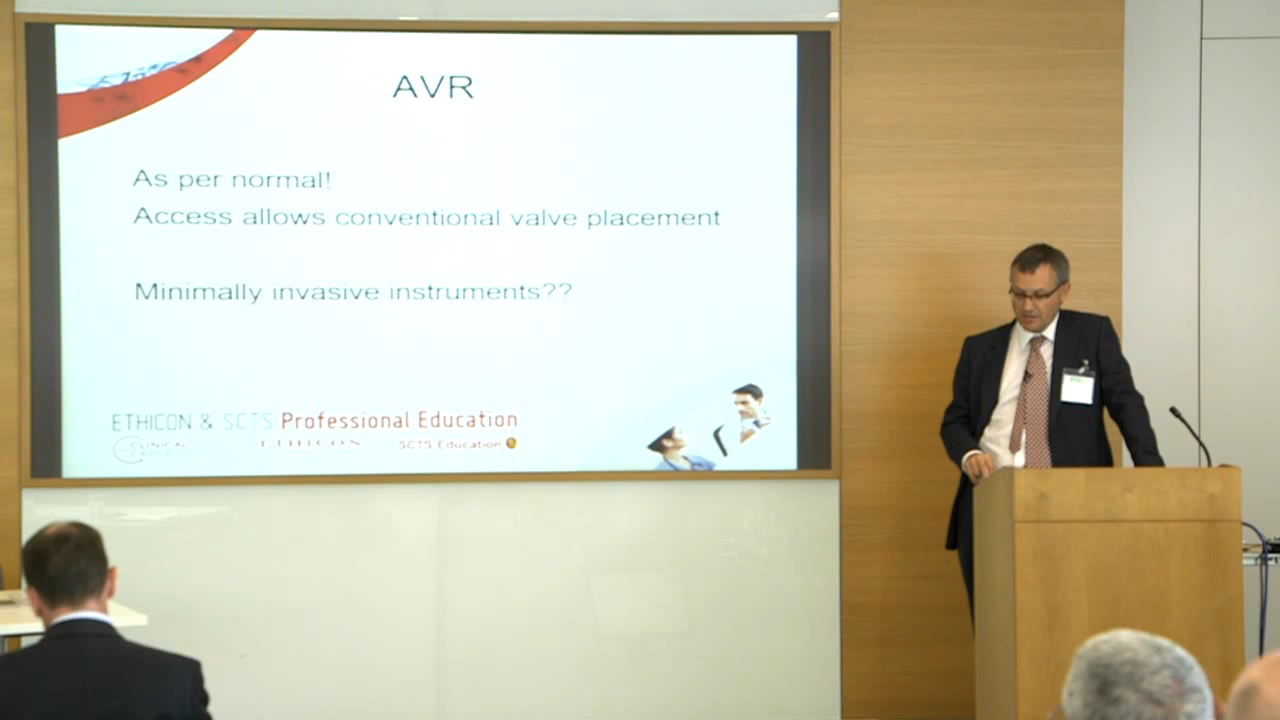 AVR
As per normal!
Access allows conventional valve placement
Minimally invasive instruments??
ETHICON & SCTS Professional Education
CLINICAL
ETHICON
SCTS Education e